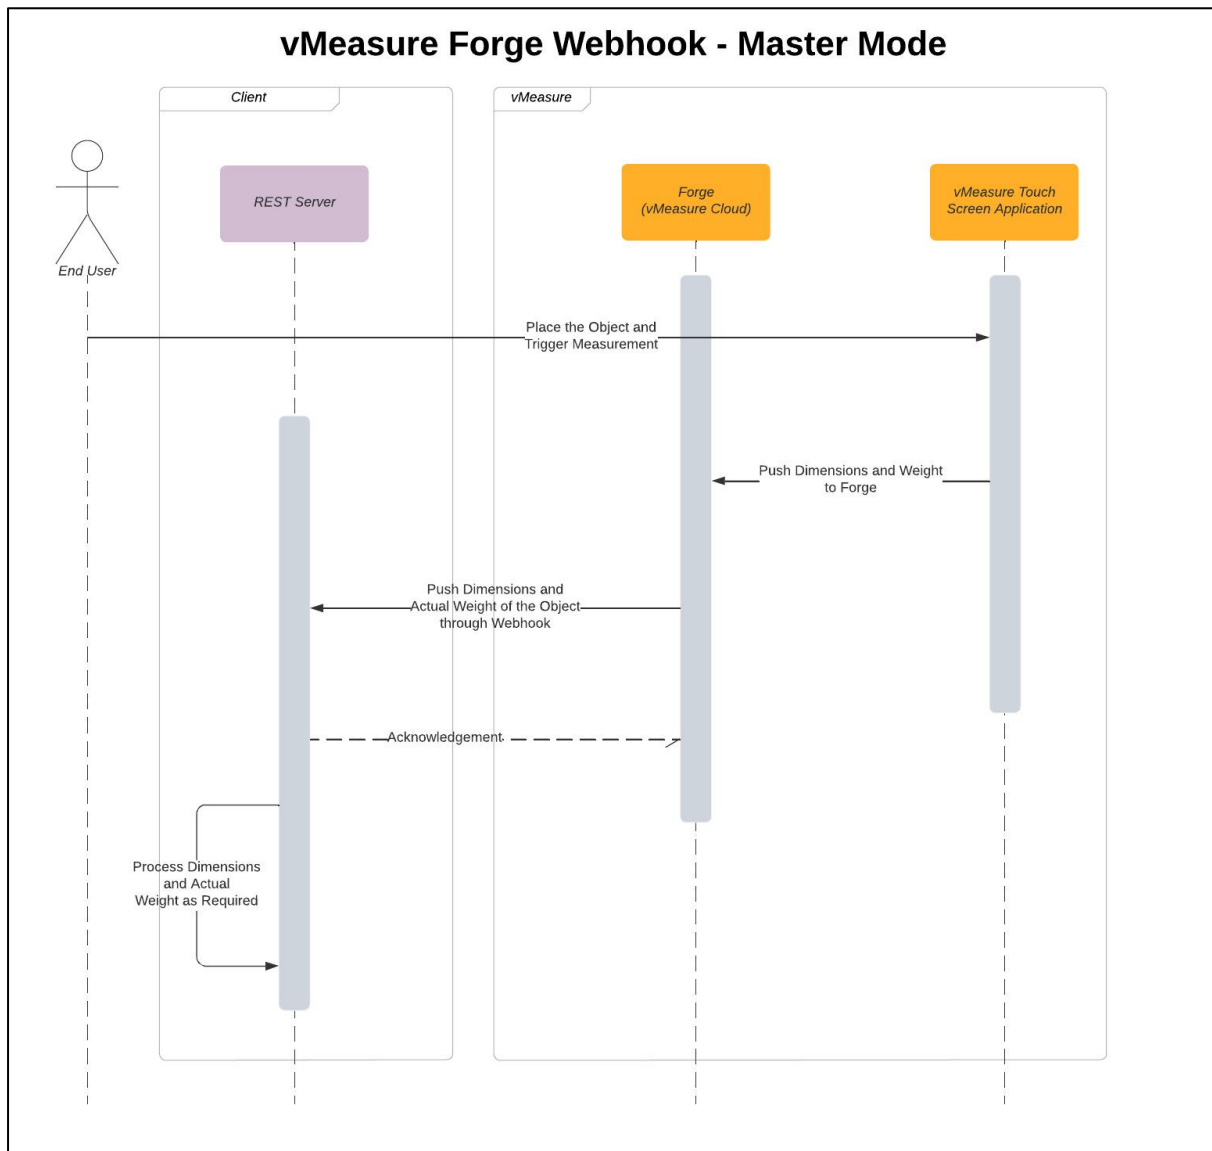 vMeasure Forge Webhook - Master Mode
Client
vMeasure
REST Server
Forge
(vMeasure Cloud)
vMeasure Touch
Screen Application
End User
Place the Object and
Trigger Measurement
Push Dimensions and Weight
to Forge
Push Dimensions and
Actual Weight of the Object
through Webhook
Acknowledgement
Process Dimensions
and Actual
Weight as Required